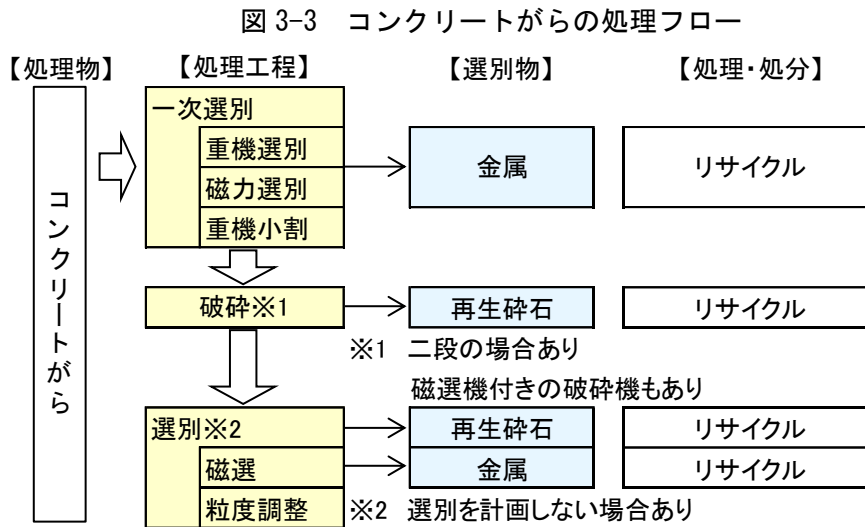 図 3-3　コンクリートがらの処理フロー
【処理物】　【処理工程】　【選別物】　【処理・処分】
コンクリートがら
一次選別
重機選別
磁力選別
重機小割
金属
リサイクル
破砕※1
再生砕石
リサイクル
※1　二段の場合あり
磁選機付きの破砕機もあり
選別※2
再生砕石
リサイクル
磁選
金属
リサイクル
粒度調整
※2　選別を計画しない場合あり